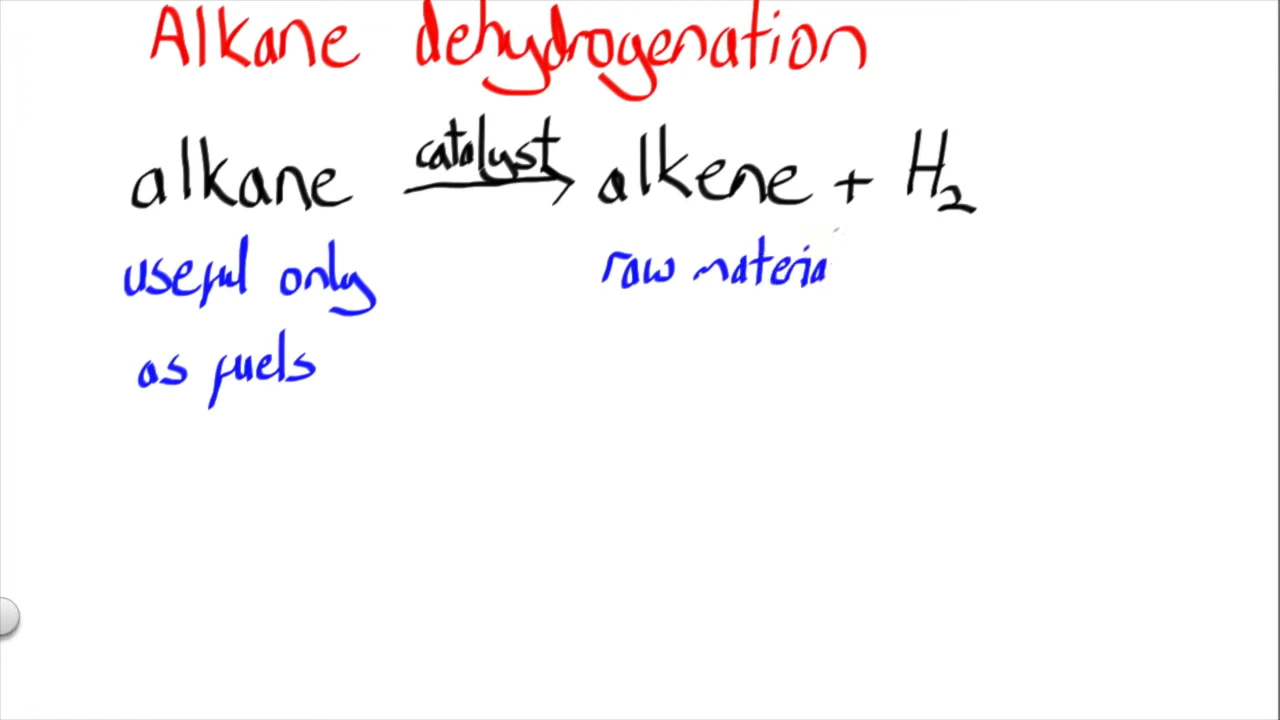 Alkane dehydrogenation
catalyst
alkane → alkene + H₂
useful only
raw materia
as fuels